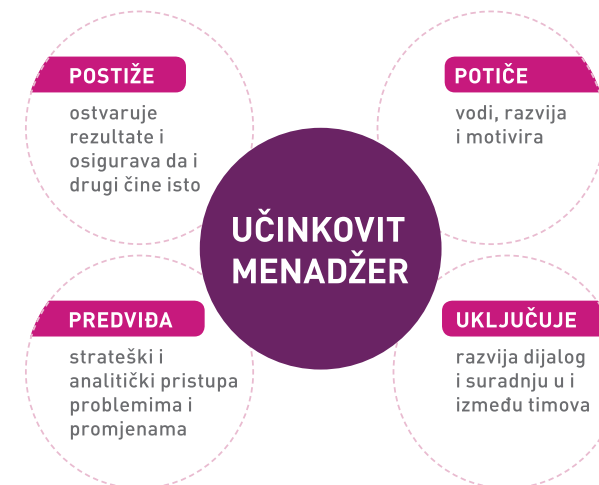 POSTIŽE
ostvaruje
rezultate i
osigurava da i
drugi čine isto
POTIČE
vodi, razvija
i motivira
UČINKOVIT
MENADŽER
PREDVIĐA
strateški i
analitički pristupa
problemima i
promjenama
UKLJUČUJE
razvija dijalog
i suradnju u i
između timova